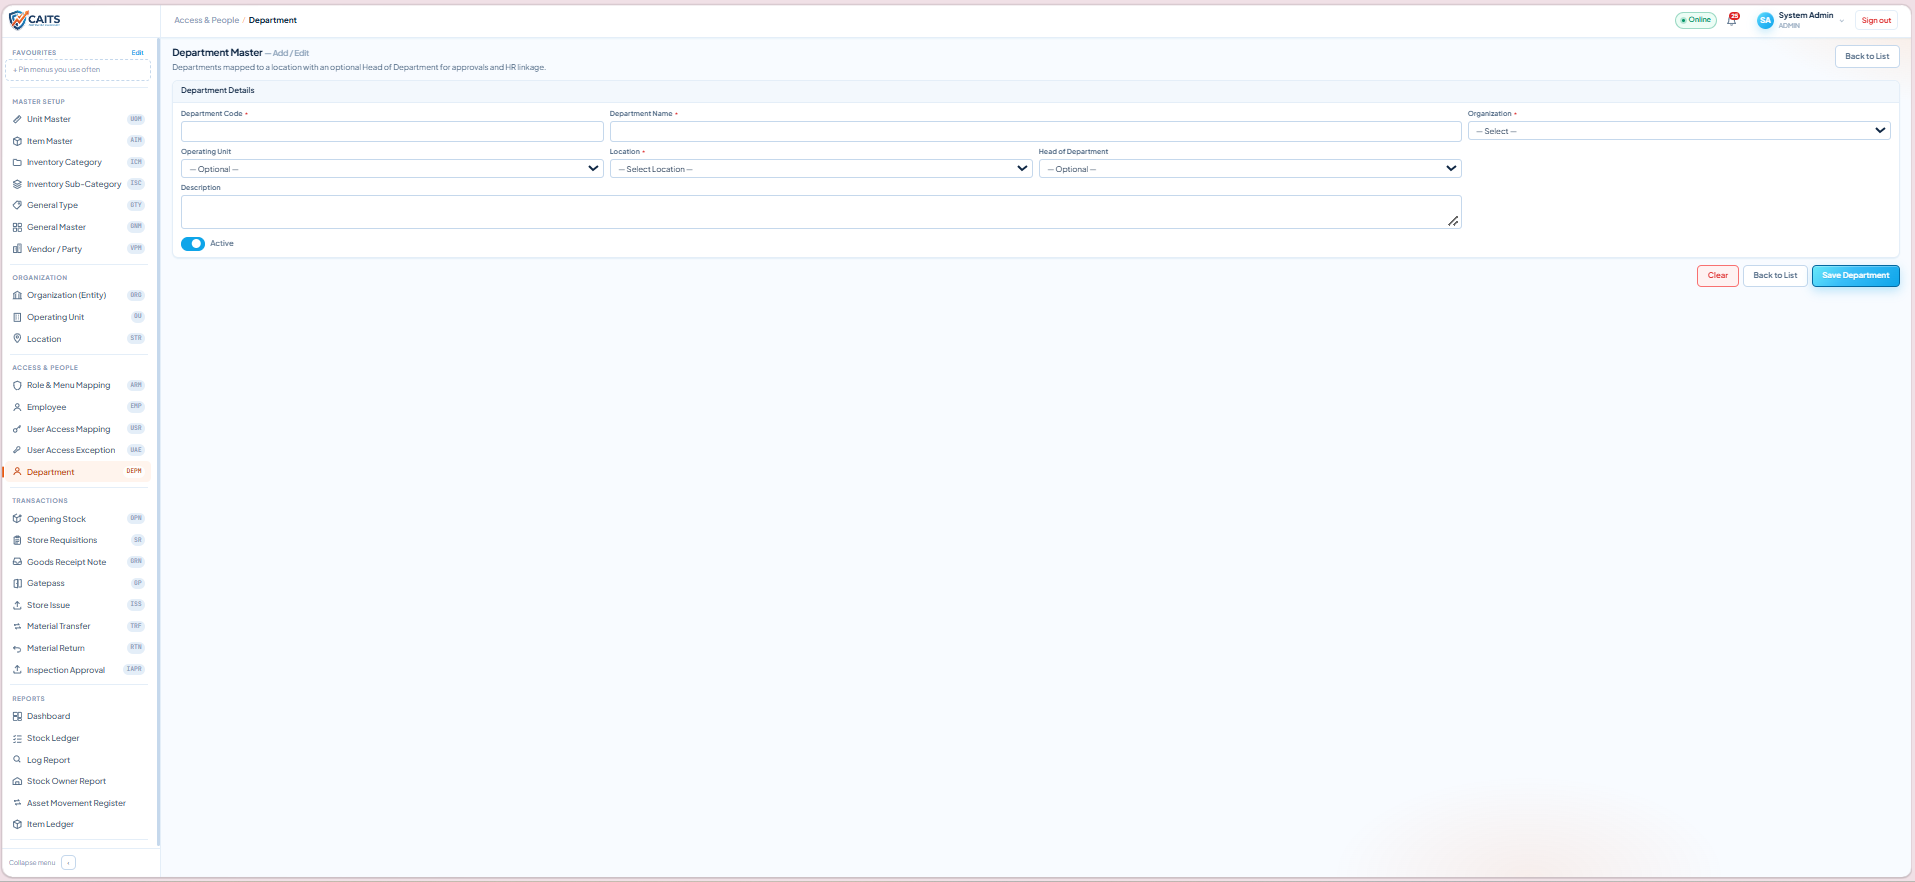 CAITS
Access & People / Department
Online
25
SA
System Admin
ADMIN
Sign out
FAVOURITES
Edit
+ Pin menus you use often
MASTER SETUP
Unit Master UOM
Item Master AIM
Inventory Category ICM
Inventory Sub-Category ISC
General Type GTY
General Master GNM
Vendor / Party VPM
ORGANIZATION
Organization (Entity) ORG
Operating Unit OU
Location STR
ACCESS & PEOPLE
Role & Menu Mapping ARM
Employee EMP
User Access Mapping USR
User Access Exception UAE
Department DEPM
TRANSACTIONS
Opening Stock OPN
Store Requisitions SR
Goods Receipt Note GRN
Gatepass GP
Store Issue ISS
Material Transfer TRF
Material Return RTN
Inspection Approval IAPR
REPORTS
Dashboard
Stock Ledger
Log Report
Stock Owner Report
Asset Movement Register
Item Ledger
Collapse menu ‹
Department Master — Add / Edit
Departments mapped to a location with an optional Head of Department for approvals and HR linkage.
Back to List
Department Details
Department Code *
Department Name *
Organization *
— Select —
Operating Unit
— Optional —
Location *
— Select Location —
Head of Department
— Optional —
Description
Active
Clear
Back to List
Save Department